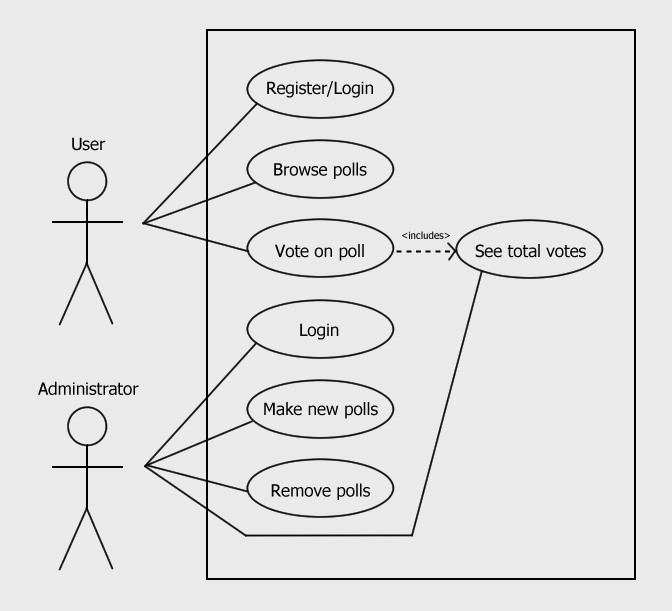 Register/Login
User
Browse polls
<includes>
Vote on poll
See total votes
Login
Administrator
Make new polls
Remove polls